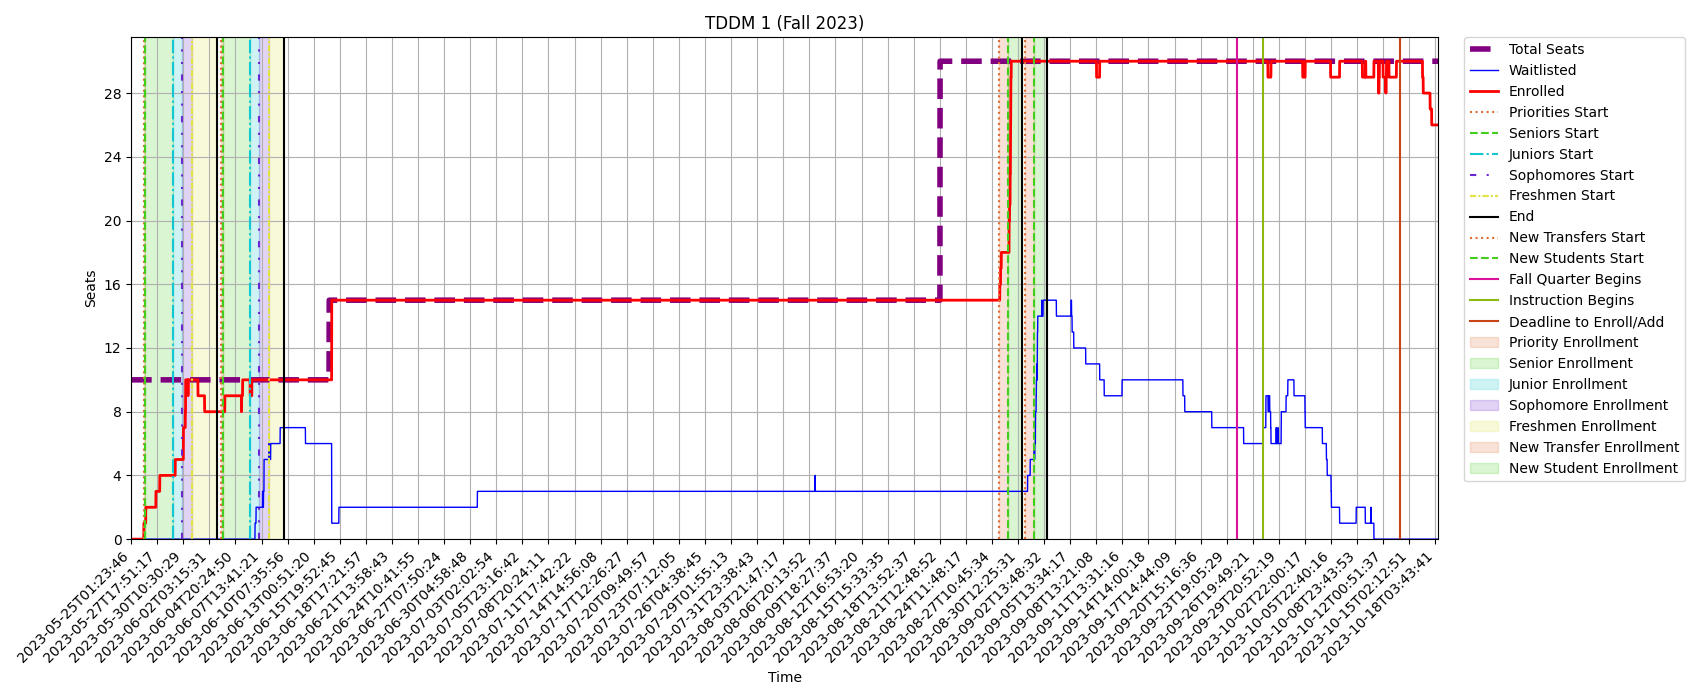 TDDM 1 (Fall 2023)
Seats
28
24
20
16
12
8
4
0
2023-05-25T01:23:46
2023-05-27T17:51:17
2023-05-30T10:30:29
2023-06-02T03:15:31
2023-06-04T20:24:50
2023-06-07T13:41:21
2023-06-10T07:35:56
2023-06-13T00:51:20
2023-06-15T19:52:45
2023-06-18T17:21:57
2023-06-21T13:58:43
2023-06-24T10:41:55
2023-06-27T07:50:24
2023-06-30T04:58:48
2023-07-03T02:02:54
2023-07-05T23:16:42
2023-07-08T20:24:11
2023-07-11T17:42:22
2023-07-14T14:56:08
2023-07-17T12:26:27
2023-07-20T09:49:57
2023-07-23T07:12:05
2023-07-26T04:38:45
2023-07-29T01:55:13
2023-07-31T23:38:43
2023-08-03T21:47:17
2023-08-06T20:13:52
2023-08-09T18:27:37
2023-08-12T16:53:20
2023-08-15T15:33:35
2023-08-18T13:52:37
2023-08-21T12:48:52
2023-08-24T11:48:17
2023-08-27T10:45:34
2023-08-30T12:25:31
2023-09-02T13:48:32
2023-09-05T13:34:17
2023-09-08T13:21:08
2023-09-11T13:31:16
2023-09-14T14:00:18
2023-09-17T14:44:09
2023-09-20T15:16:36
2023-09-23T19:05:29
2023-09-26T19:49:21
2023-09-29T20:52:19
2023-10-02T22:00:17
2023-10-05T22:40:16
2023-10-08T23:43:53
2023-10-12T00:51:37
2023-10-15T02:12:51
2023-10-18T03:43:41
Time
Total Seats
Waitlisted
Enrolled
Priorities Start
Seniors Start
Juniors Start
Sophomores Start
Freshmen Start
End
New Transfers Start
New Students Start
Fall Quarter Begins
Instruction Begins
Deadline to Enroll/Add
Priority Enrollment
Senior Enrollment
Junior Enrollment
Sophomore Enrollment
Freshmen Enrollment
New Transfer Enrollment
New Student Enrollment